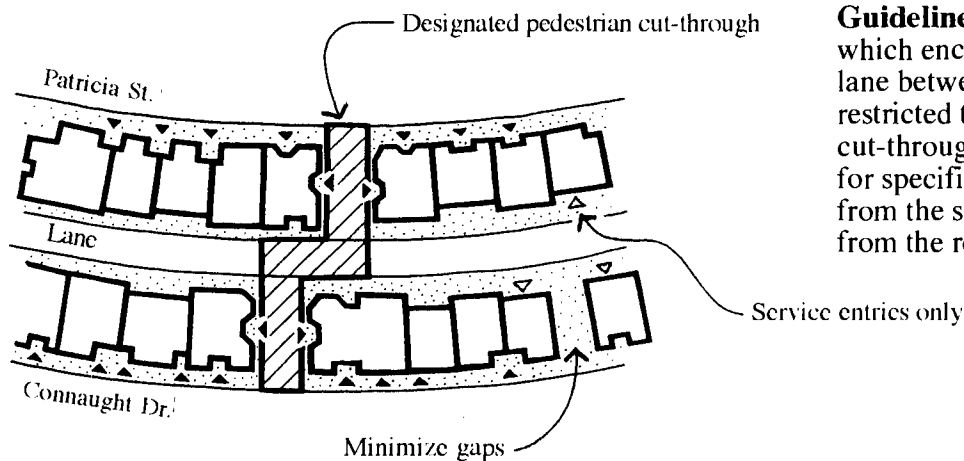 Designated pedestrian cut-through
Patricia St.
Lane
Connaught Dr.
Minimize gaps
Service entries only
Guideline
which enc
lane betwe
restricted t
cut-throug
for specifi
from the s
from the r